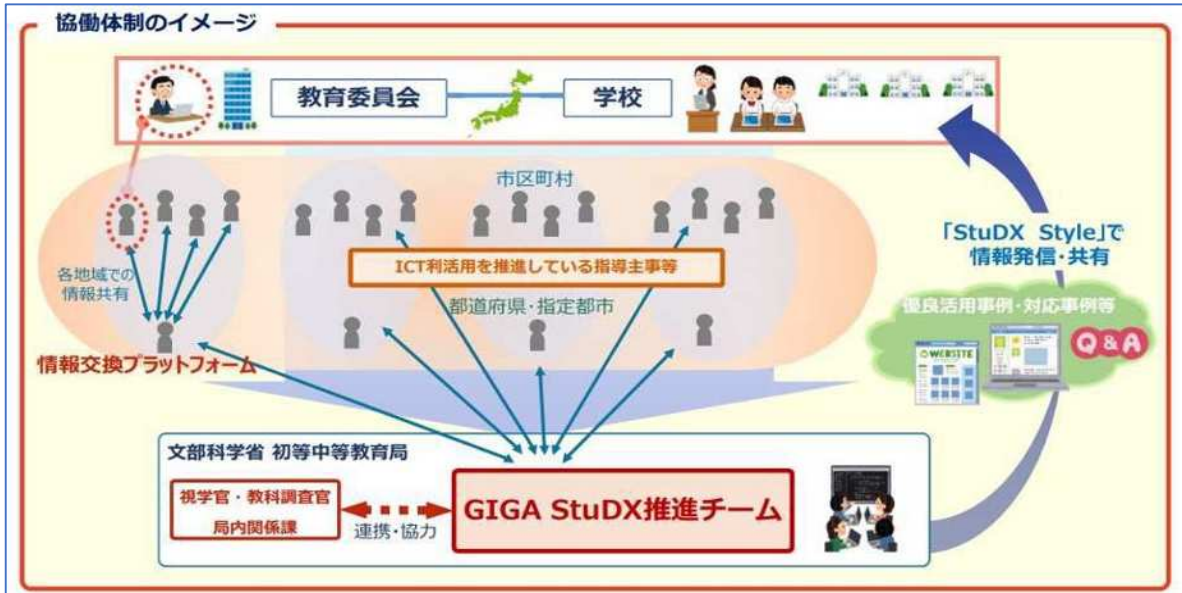 協働体制のイメージ
教育委員会
学校
市区町村
ICT利活用を推進している指導主事等
各地域での
情報共有
都道府県・指定都市
情報交換プラットフォーム
「StuDX Style」で
情報発信・共有
優良活用事例・対応事例等
WEBSITE
Q&A
文部科学省 初等中等教育局
視学官・教科調査官
局内関係課
連携・協力
GIGA StuDX推進チーム